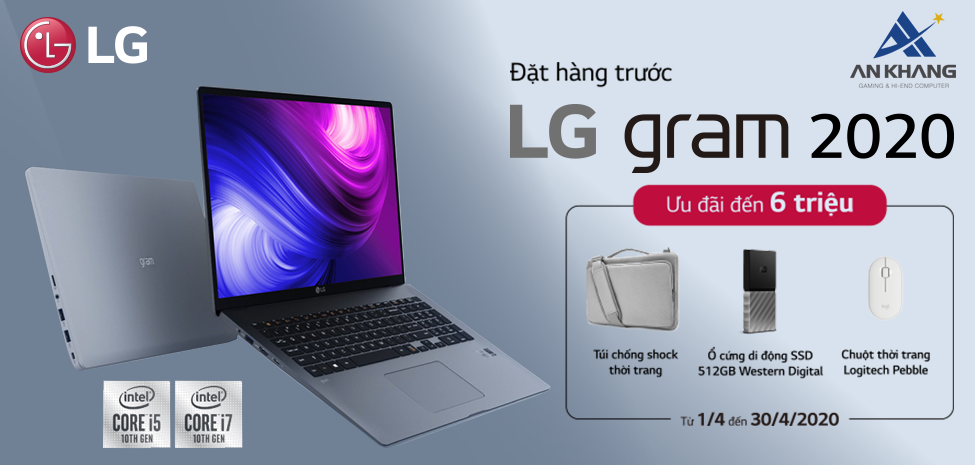 LG
AN KHANG
GAMING & HI-END COMPUTER
Đặt hàng trước
LG gram 2020
Ưu đãi đến 6 triệu
gram
LG
Túi chống shock
thời trang
Ổ cứng di động SSD
512GB Western Digital
Chuột thời trang
Logitech Pebble
Từ 1/4 đến 30/4/2020
intel
CORE i5
10TH GEN
intel
CORE i7
10TH GEN